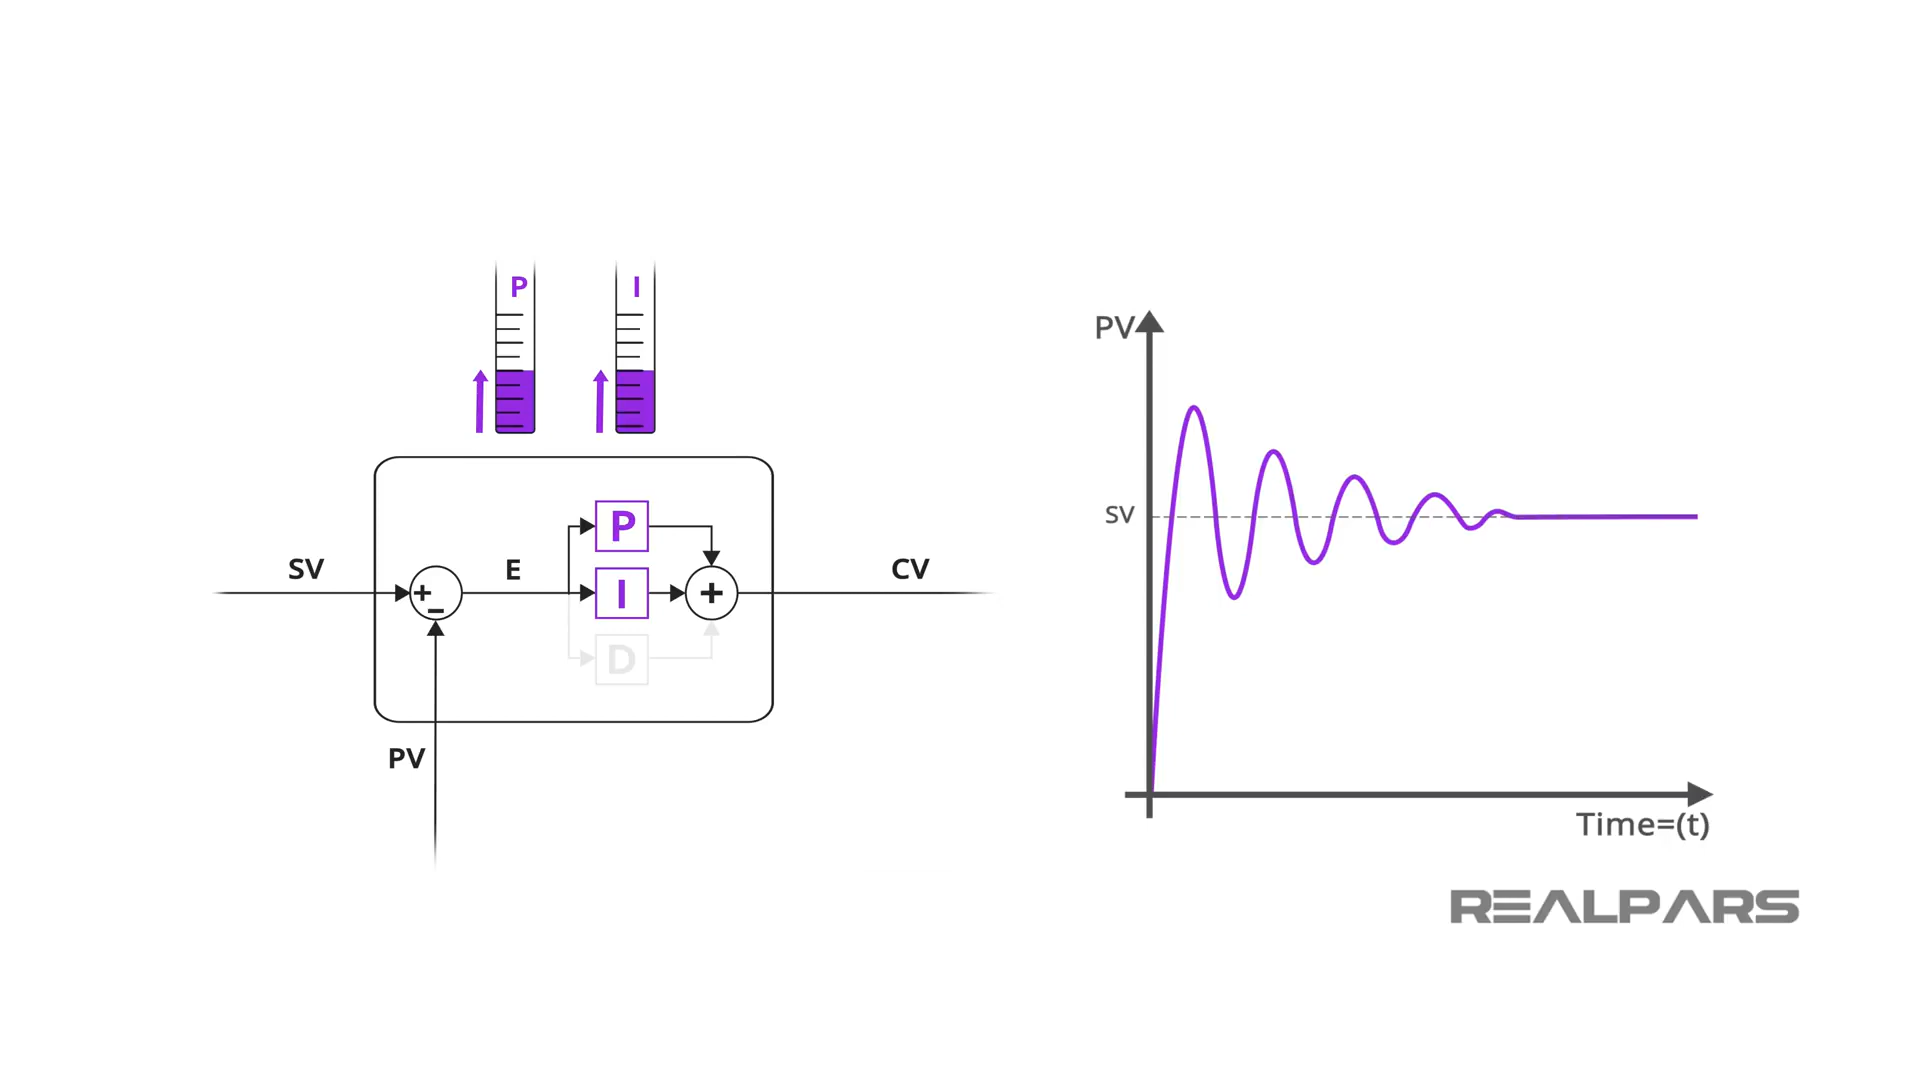 P
I
P
I
D
+
−
+
SV
E
CV
PV
PV
SV
Time=(t)
REALPARS